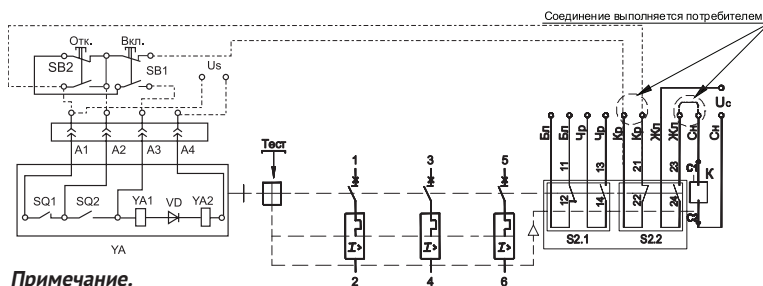 Соединение выполняется потребителем
Отк. Вкл.
SB2 SB1 Us
Uc
Бл Бл Чр Чр Кр Кр Жл Жл Сн Сн
A1 A2 A3 A4
Тест
1 3 5
11 13 21 23 C2 К
SQ1 SQ2 YA1 VD YA2
12 14 22 24 C1
I> I> I>
S2.1 S2.2
YA
2 4 6
Примечание.